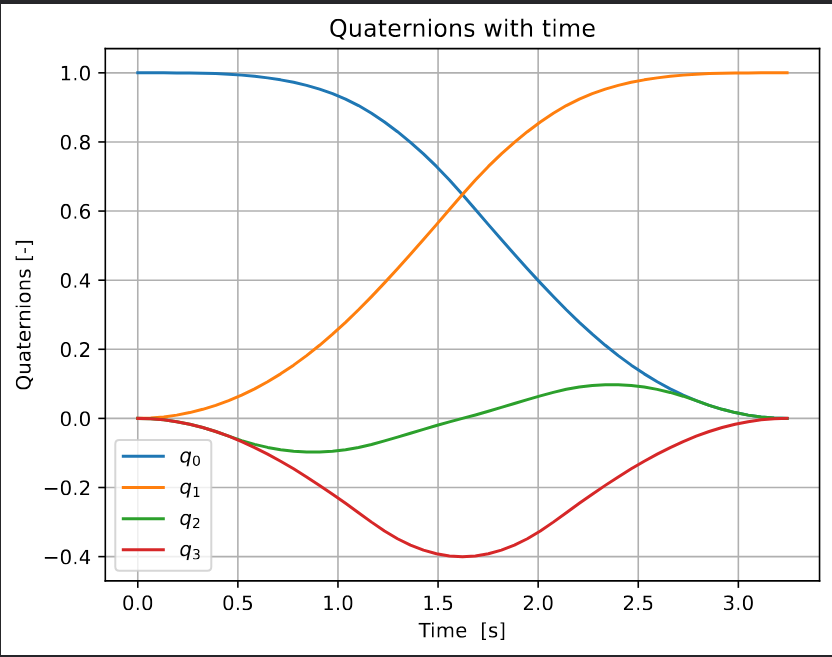 Quaternions with time
1.0
0.8
0.6
0.4
0.2
0.0
−0.2
−0.4
Quaternions [-]
q₀
q₁
q₂
q₃
0.0 0.5 1.0 1.5 2.0 2.5 3.0
Time [s]